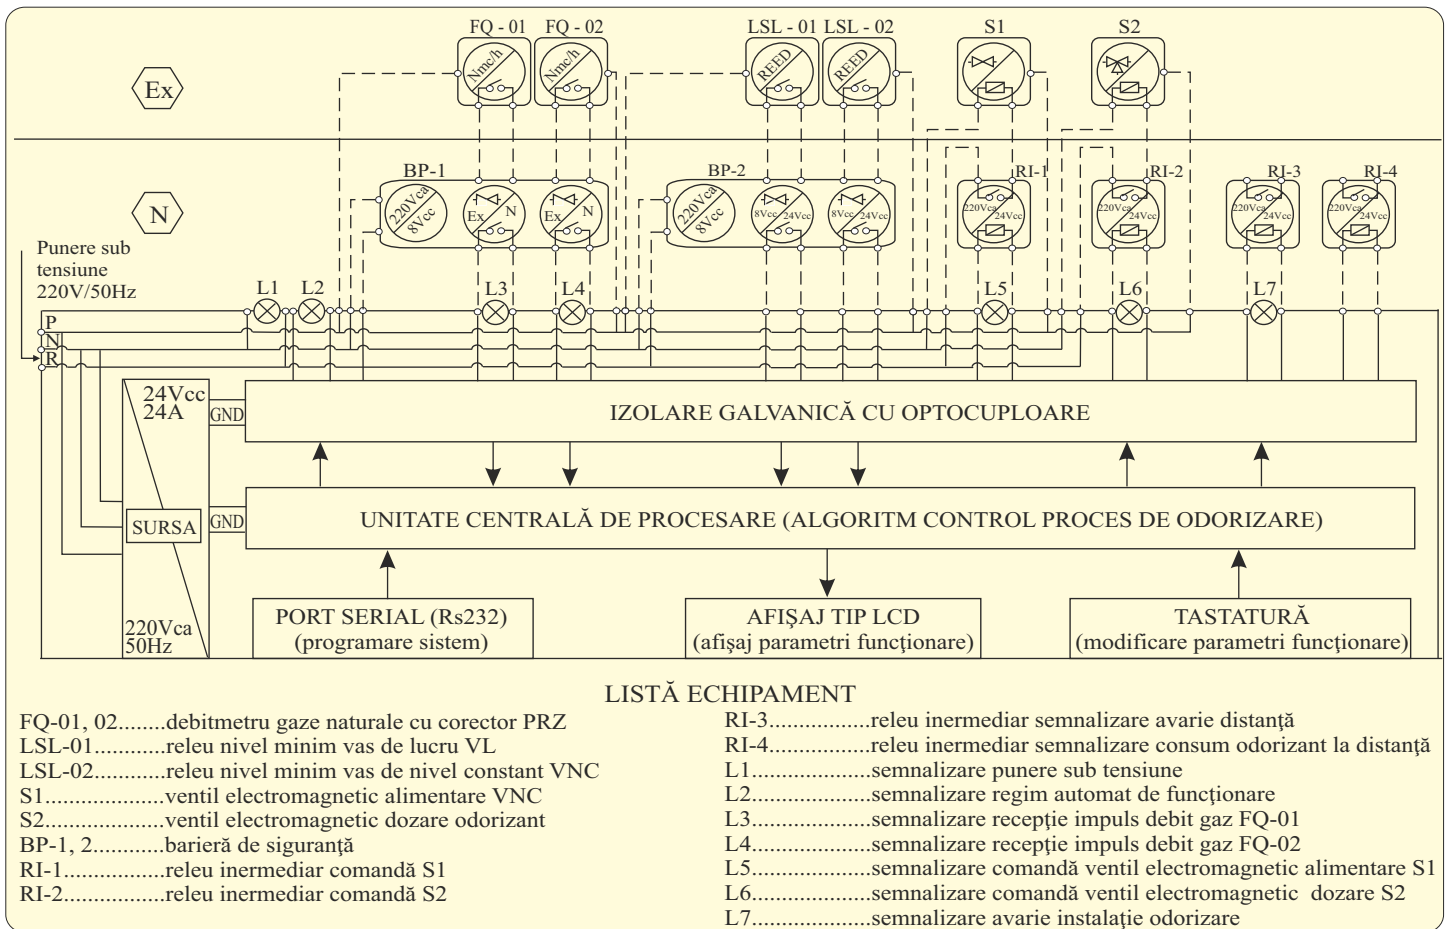 FQ - 01 FQ - 02 LSL - 01 LSL - 02 S1 S2
Nmc/h Nmc/h REED REED
Ex
BP-1 BP-2 RI-1 RI-2 RI-3 RI-4
N
220Vca 8Vcc Ex N Ex N 220Vca 8Vcc 8Vcc 24Vcc 8Vcc 24Vcc 220Vca 24Vcc 220Vca 24Vcc 220Vca 24Vcc 220Vca 24Vcc
Punere sub
tensiune
220V/50Hz
L1 L2 L3 L4 L5 L6 L7
P
N
R
24Vcc
24A
GND
IZOLARE GALVANICĂ CU OPTOCUPLOARE
SURSA
GND
UNITATE CENTRALĂ DE PROCESARE (ALGORITM CONTROL PROCES DE ODORIZARE)
220Vca
50Hz
PORT SERIAL (Rs232)
(programare sistem)
AFIŞAJ TIP LCD
(afişaj parametri funcţionare)
TASTATURĂ
(modificare parametri funcţionare)
LISTĂ ECHIPAMENT
FQ-01, 02........debitmetru gaze naturale cu corector PRZ
LSL-01............releu nivel minim vas de lucru VL
LSL-02............releu nivel minim vas de nivel constant VNC
S1....................ventil electromagnetic alimentare VNC
S2....................ventil electromagnetic dozare odorizant
BP-1, 2............barieră de siguranţă
RI-1.................releu inermediar comandă S1
RI-2.................releu inermediar comandă S2
RI-3.................releu inermediar semnalizare avarie distanţă
RI-4.................releu inermediar semnalizare consum odorizant la distanţă
L1....................semnalizare punere sub tensiune
L2....................semnalizare regim automat de funcţionare
L3....................semnalizare recepţie impuls debit gaz FQ-01
L4....................semnalizare recepţie impuls debit gaz FQ-02
L5....................semnalizare comandă ventil electromagnetic alimentare S1
L6....................semnalizare comandă ventil electromagnetic dozare S2
L7....................semnalizare avarie instalaţie odorizare